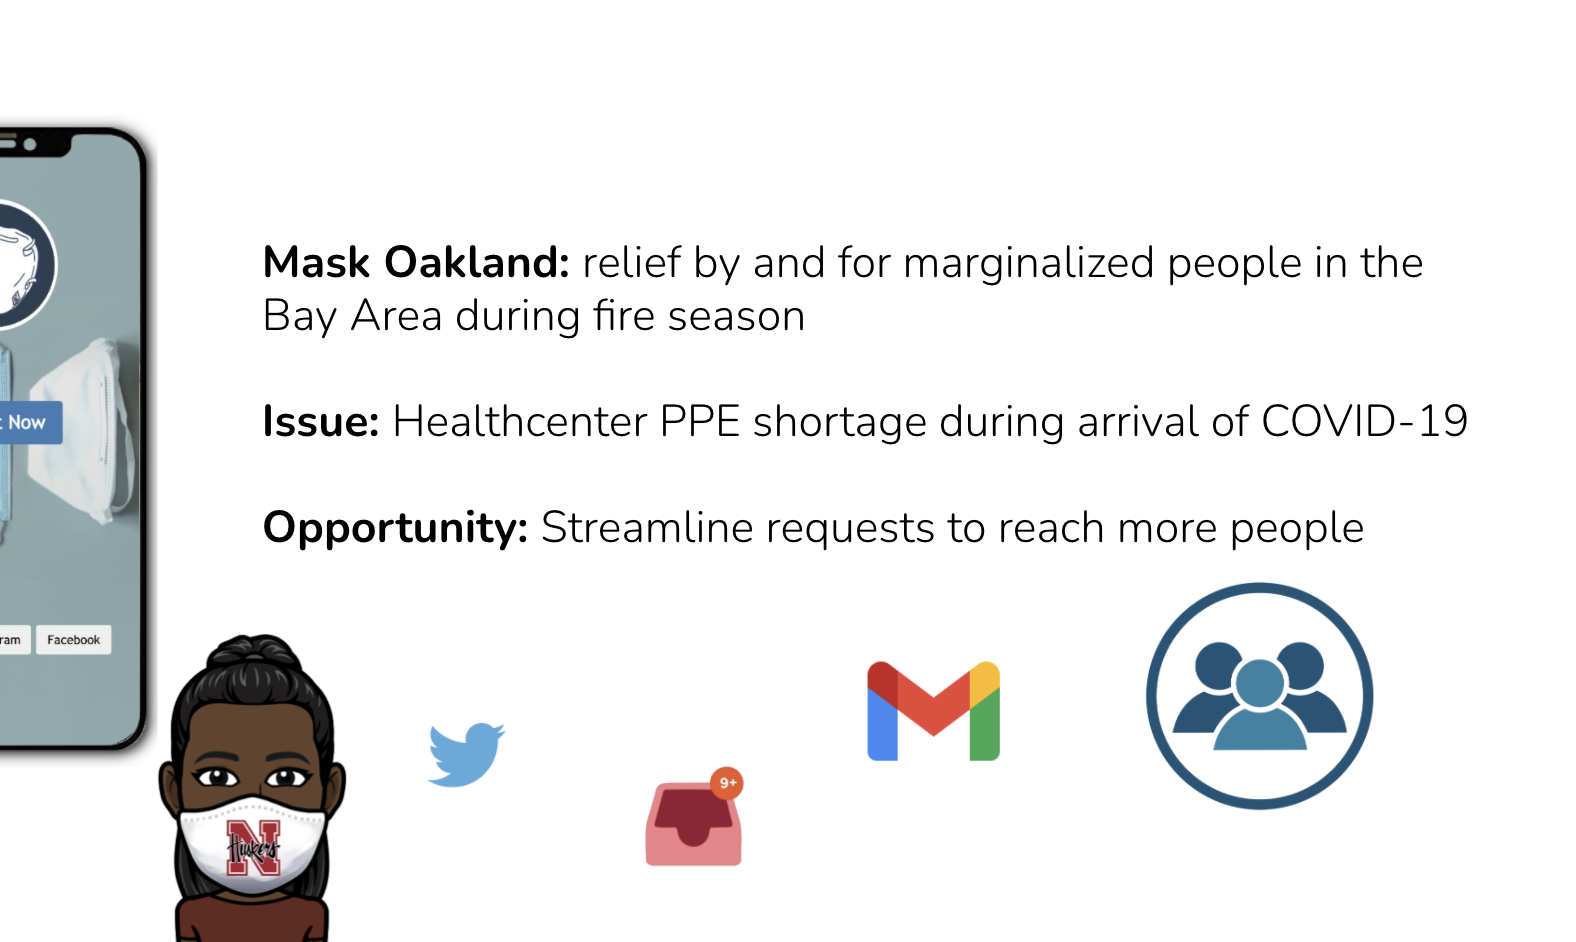 Mask Oakland: relief by and for marginalized people in the
Bay Area during fire season
Issue: Healthcenter PPE shortage during arrival of COVID-19
Now
Opportunity: Streamline requests to reach more people
ram
Facebook
9+
N
Huskers